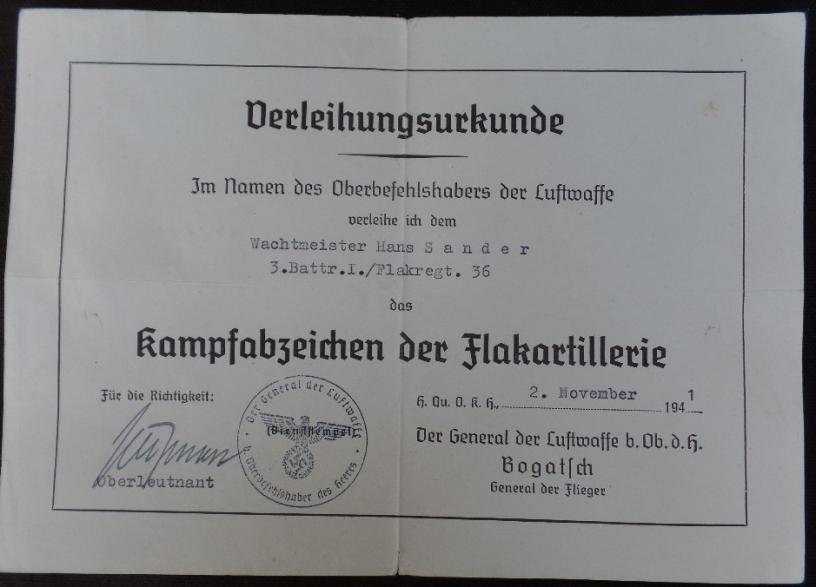 Verleihungsurkunde
Im Namen des Oberbefehlshabers der Luftwaffe
verleihe ich dem
Wachtmeister Hans S a n d e r
3.Battr.I./Flakregt. 36
das
Kampfabzeichen der Flakartillerie
Für die Richtigkeit:
Oberleutnant
Der General der Luftwaffe
(Dienststempel)
b. Oberbefehlshaber des Heeres
H. Qu. O. K. H., 2. November 1941
Der General der Luftwaffe b. Ob. d. H.
Bogatsch
General der Flieger